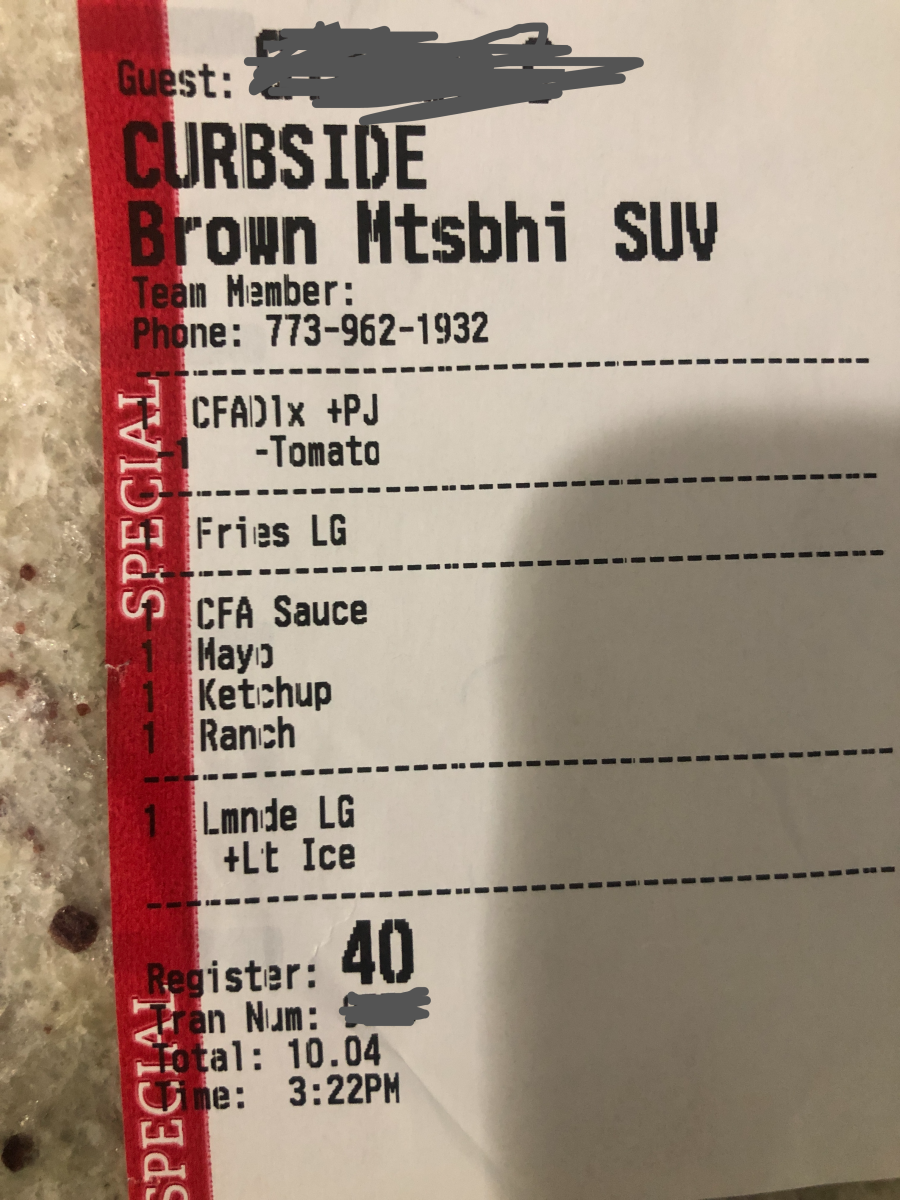 Guest:
CURBSIDE
Brown Mtsbhi SUV
Team Member:
Phone: 773-962-1932
1 CFADlx +PJ
-1 -Tomato
1 Fries LG
1 CFA Sauce
1 Mayo
1 Ketchup
1 Ranch
1 Lmnde LG
+Lt Ice
Register: 40
Tran Num:
Total: 10.04
Time: 3:22PM
SPECIAL
SPECIAL